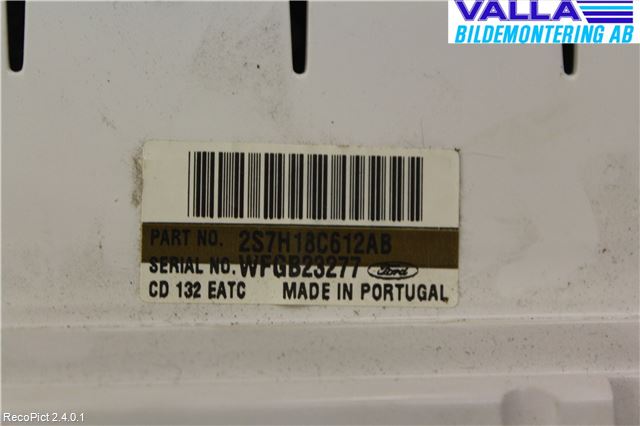 VALLA
BILDEMONTERING AB
PART NO. 2S7H18C612AB
SERIAL NO. WFGB23277 Ford
CD 132 EATC MADE IN PORTUGAL
RecoPict 2.4.0.1